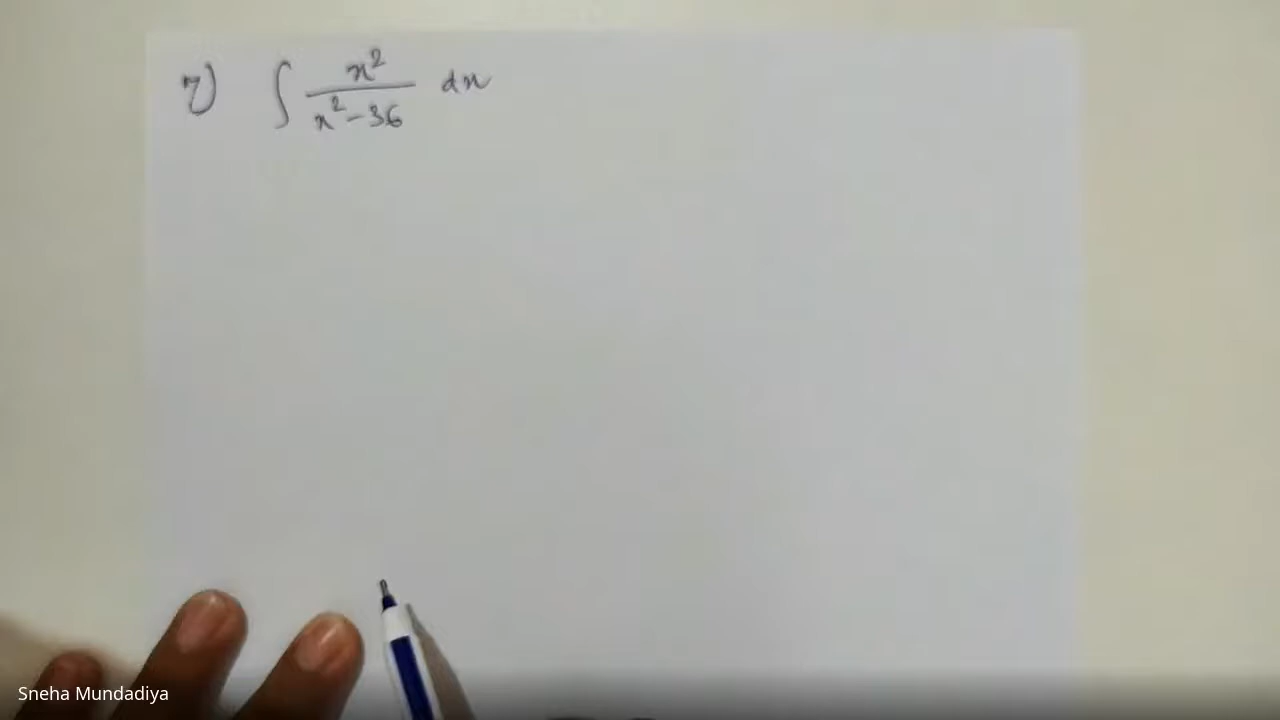 7) ∫ x²/(x²-36) dx
Sneha Mundadiya